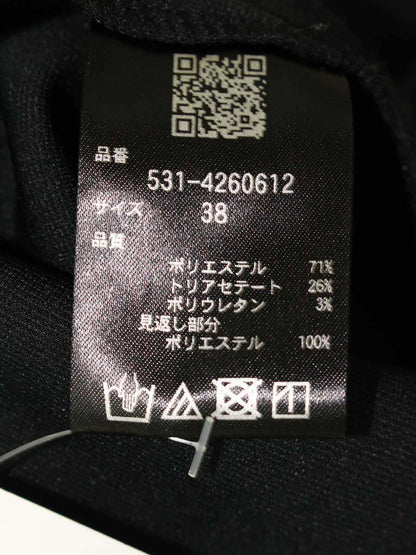 品番
531-4260612
サイズ 38
品質
ポリエステル 71%
トリアセテート 26%
ポリウレタン 3%
見返し部分
ポリエステル 100%